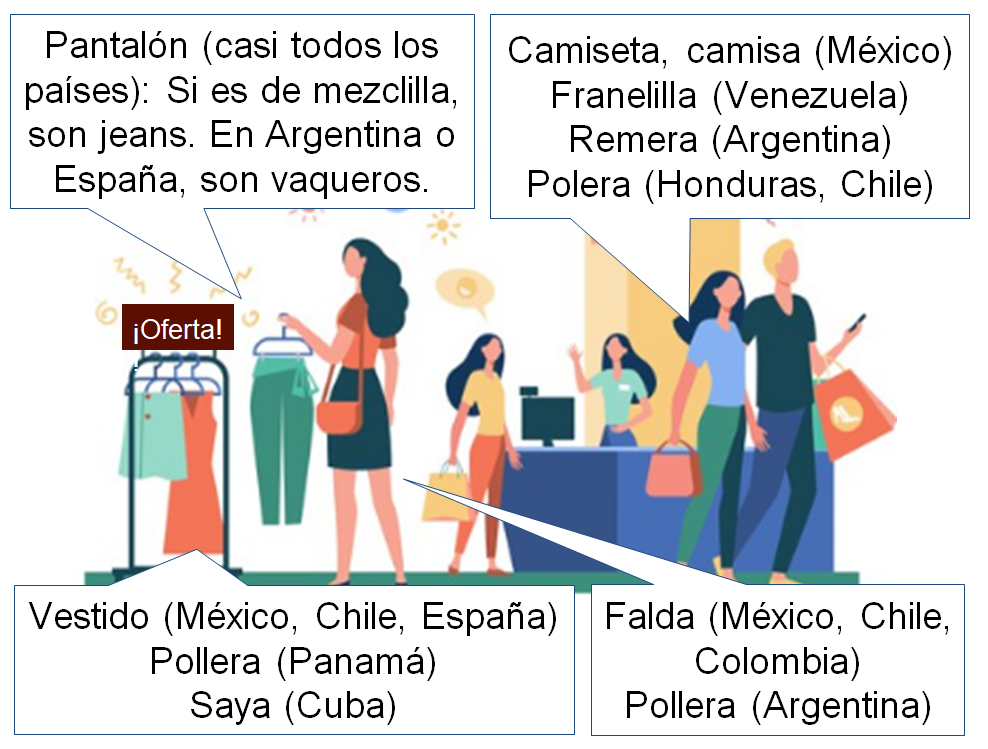 Pantalón (casi todos los
países): Si es de mezclilla,
son jeans. En Argentina o
España, son vaqueros.
Camiseta, camisa (México)
Franelilla (Venezuela)
Remera (Argentina)
Polera (Honduras, Chile)
¡Oferta!
Vestido (México, Chile, España)
Pollera (Panamá)
Saya (Cuba)
Falda (México, Chile,
Colombia)
Pollera (Argentina)